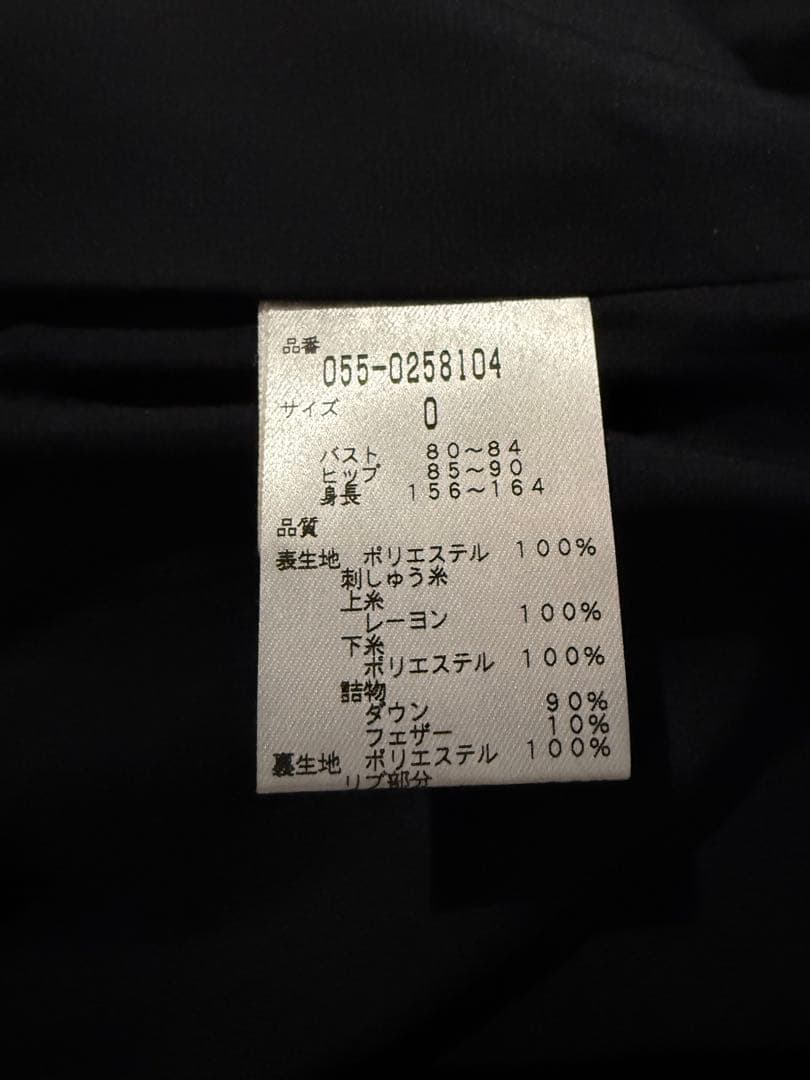 品番
055-0258104
サイズ 0
バスト 80〜84
ヒップ 85〜90
身長 156〜164
品質
表生地 ポリエステル 100%
刺しゅう糸
上糸
レーヨン 100%
下糸
ポリエステル 100%
詰物
ダウン 90%
フェザー 10%
裏生地 ポリエステル 100%
リブ部分